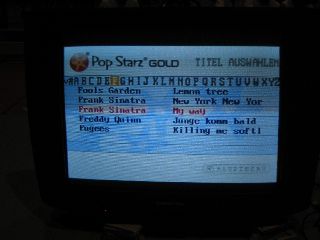 Pop Starz GOLD TITEL AUSWÄHLEN
#ABCDEFGHIJKLMNOPQRSTUVWXYZ
Fools Garden Lemon tree
Frank Sinatra New York New Yor
Frank Sinatra My way
Freddy Quinn Junge komm bald
Fugees Killing me softl